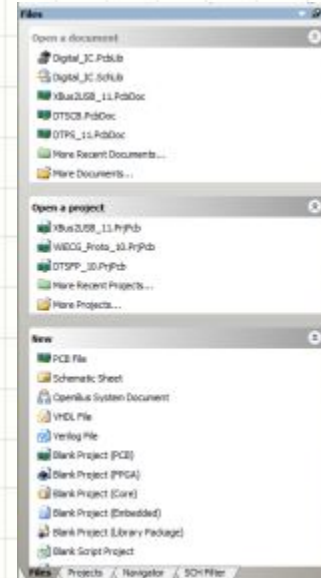 Files
Open a document
Digital_IC.PcbLib
Digital_IC.SchLib
XBus2USB_11.PcbDoc
DTSCB.PcbDoc
DTPS_11.PcbDoc
More Recent Documents...
More Documents...
Open a project
XBus2USB_11.PrjPcb
WIECG_Proto_10.PrjPcb
DTSPP_10.PrjPcb
More Recent Projects...
More Projects...
New
PCB File
Schematic Sheet
OpenBus System Document
VHDL File
Verilog File
Blank Project (PCB)
Blank Project (FPGA)
Blank Project (Core)
Blank Project (Embedded)
Blank Project (Library Package)
Blank Script Project
Files Projects Navigator SCH Filter